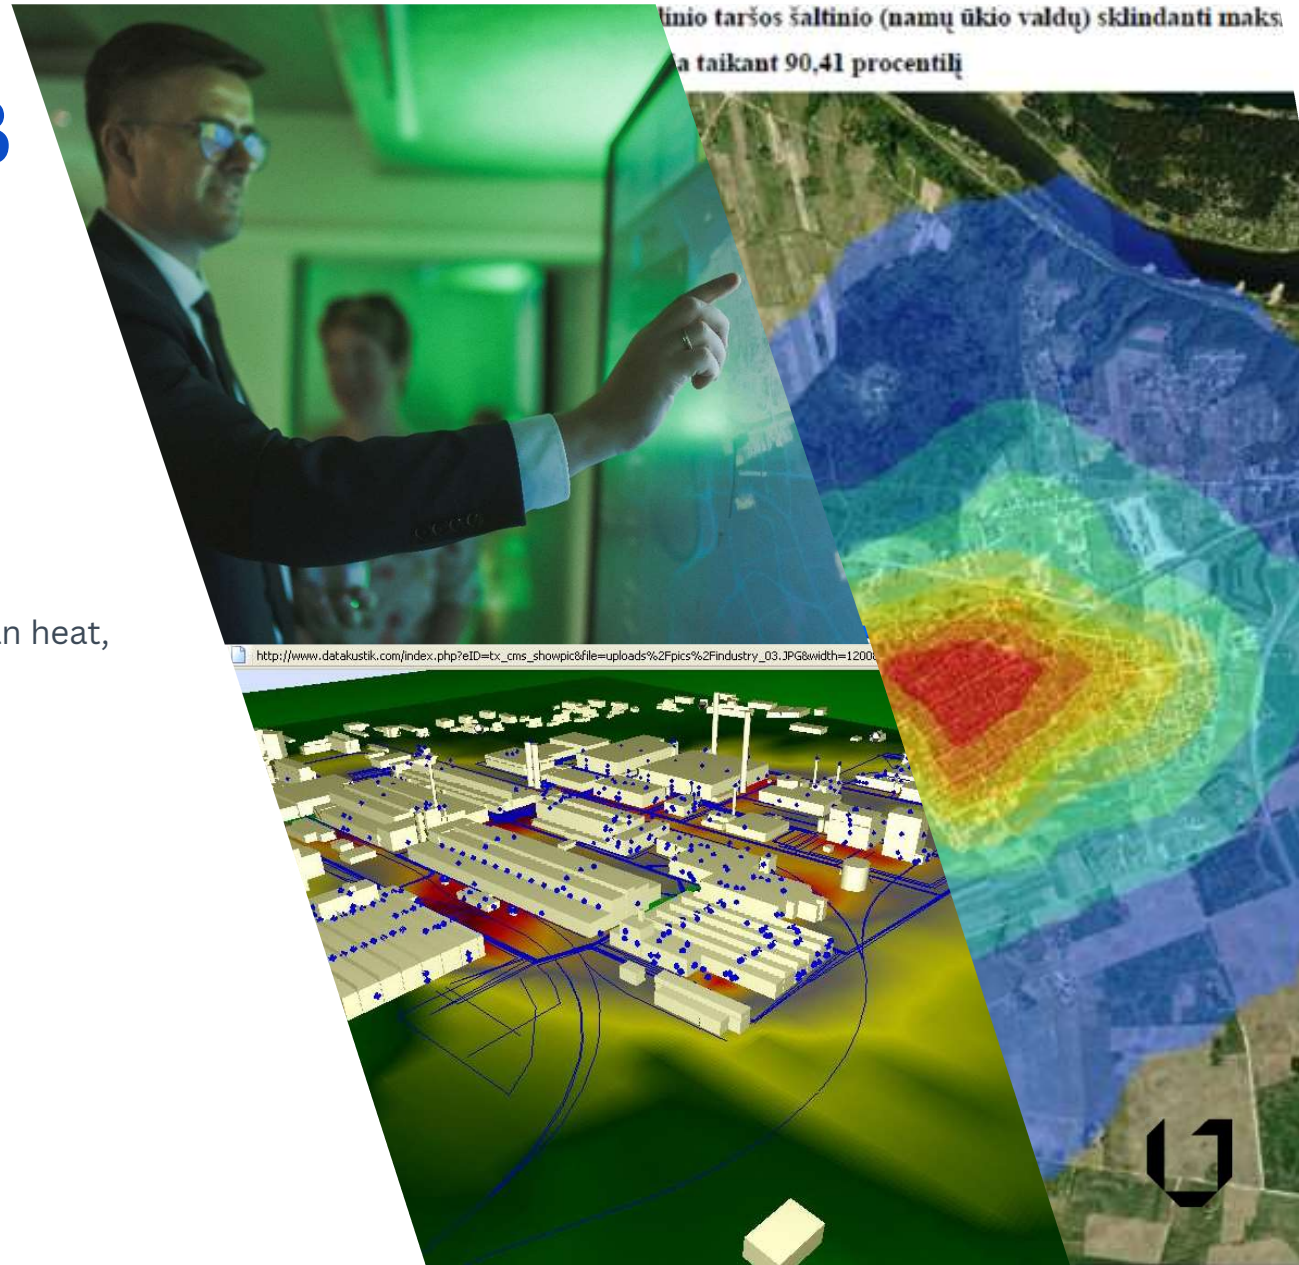 linio taršos šaltinio (namų ūkio valdų) sklindanti maks.
a taikant 90,41 procentilį
n heat,
http://www.datakustik.com/index.php?eID=tx_cms_showpic&file=uploads%2Fpics%2Findustry_03.JPG&width=1200